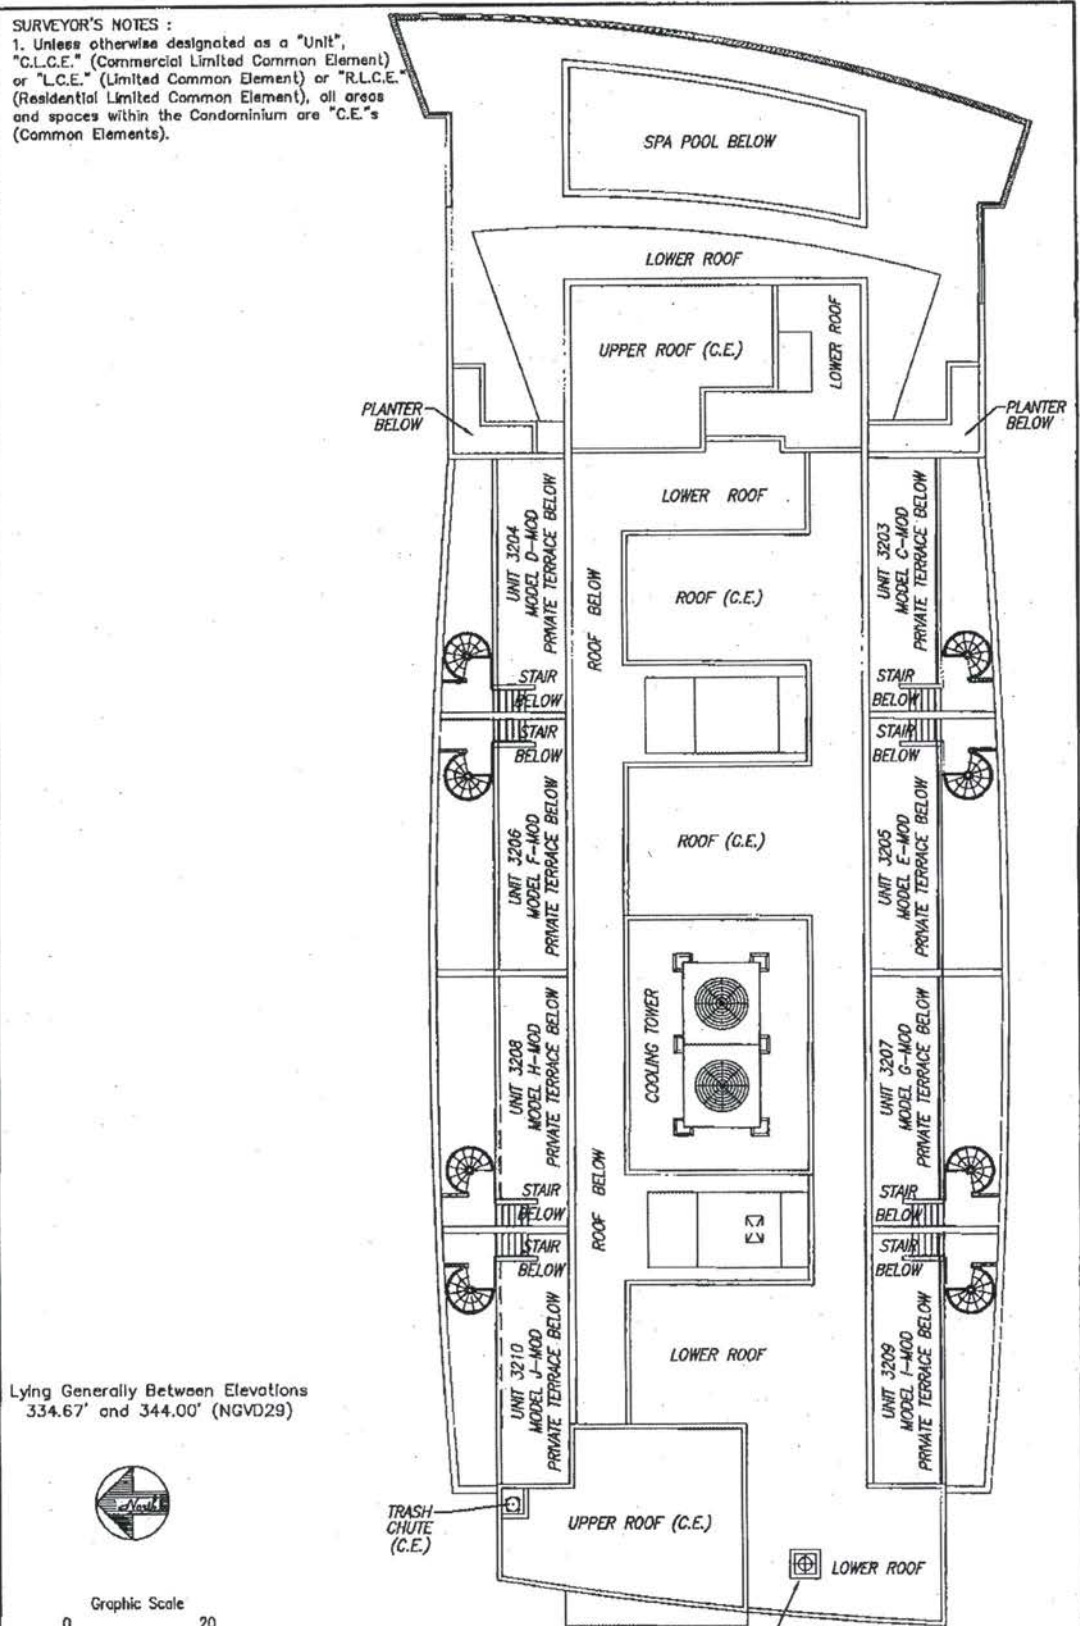 SURVEYOR'S NOTES :
1. Unless otherwise designated as a "Unit",
"C.L.C.E." (Commercial Limited Common Element)
or "L.C.E." (Limited Common Element) or "R.L.C.E."
(Residential Limited Common Element), all areas
and spaces within the Condominium are "C.E."s
(Common Elements).
SPA POOL BELOW
LOWER ROOF
UPPER ROOF (C.E.)
LOWER ROOF
PLANTER
BELOW
PLANTER
BELOW
LOWER ROOF
UNIT 3204
MODEL D-MOD
PRIVATE TERRACE BELOW
UNIT 3203
MODEL C-MOD
PRIVATE TERRACE BELOW
ROOF BELOW
ROOF (C.E.)
STAIR
BELOW
STAIR
BELOW
STAIR
BELOW
STAIR
BELOW
UNIT 3206
MODEL F-MOD
PRIVATE TERRACE BELOW
ROOF (C.E.)
UNIT 3205
MODEL E-MOD
PRIVATE TERRACE BELOW
UNIT 3208
MODEL H-MOD
PRIVATE TERRACE BELOW
COOLING TOWER
UNIT 3207
MODEL G-MOD
PRIVATE TERRACE BELOW
ROOF BELOW
STAIR
BELOW
STAIR
BELOW
STAIR
BELOW
STAIR
BELOW
UNIT 3210
MODEL J-MOD
PRIVATE TERRACE BELOW
LOWER ROOF
UNIT 3209
MODEL I-MOD
PRIVATE TERRACE BELOW
Lying Generally Between Elevations
334.67' and 344.00' (NGVD29)
North
TRASH
CHUTE
(C.E.)
UPPER ROOF (C.E.)
LOWER ROOF
Graphic Scale
0 20